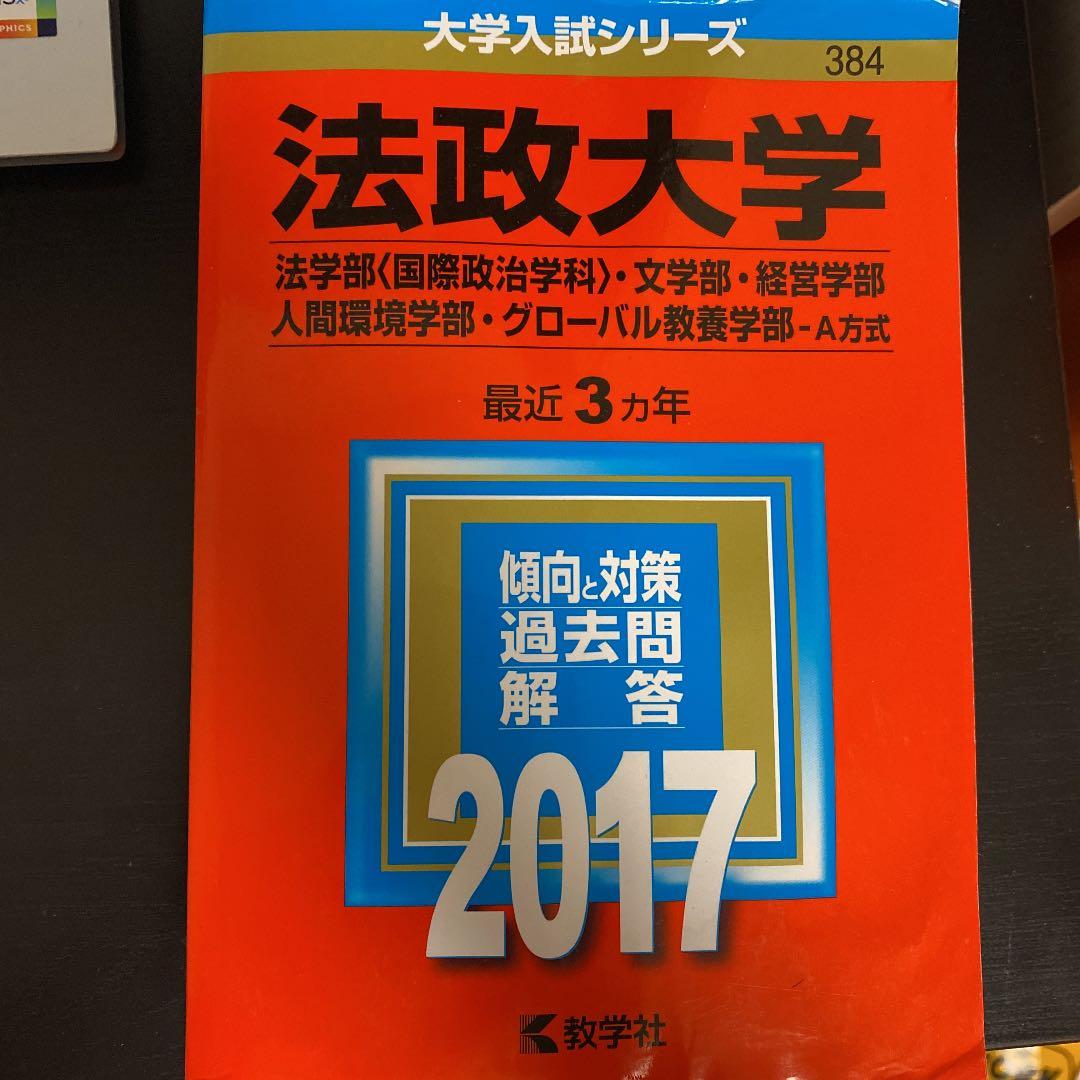 PHICS
大学入試シリーズ
384
法政大学
法学部〈国際政治学科〉・文学部・経営学部
人間環境学部・グローバル教養学部-A方式
最近3カ年
傾向と対策
過去問
解答
2017
教学社